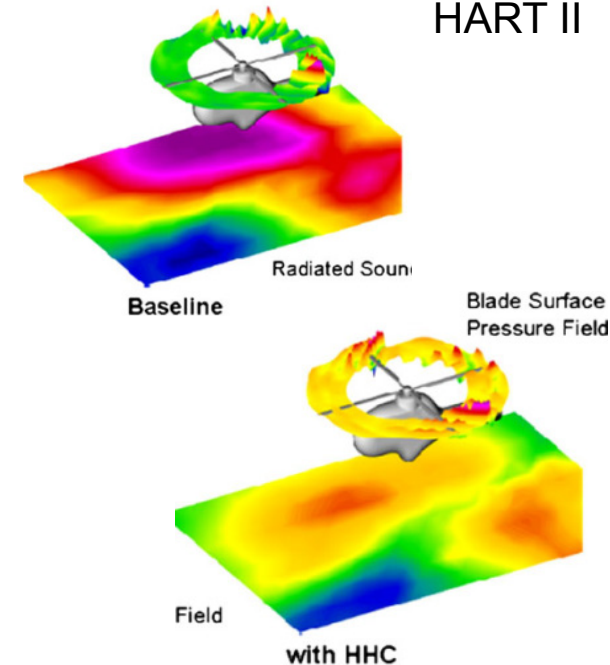 HART II
Radiated Soun
Baseline
Blade Surface
Pressure Field
Field
with HHC